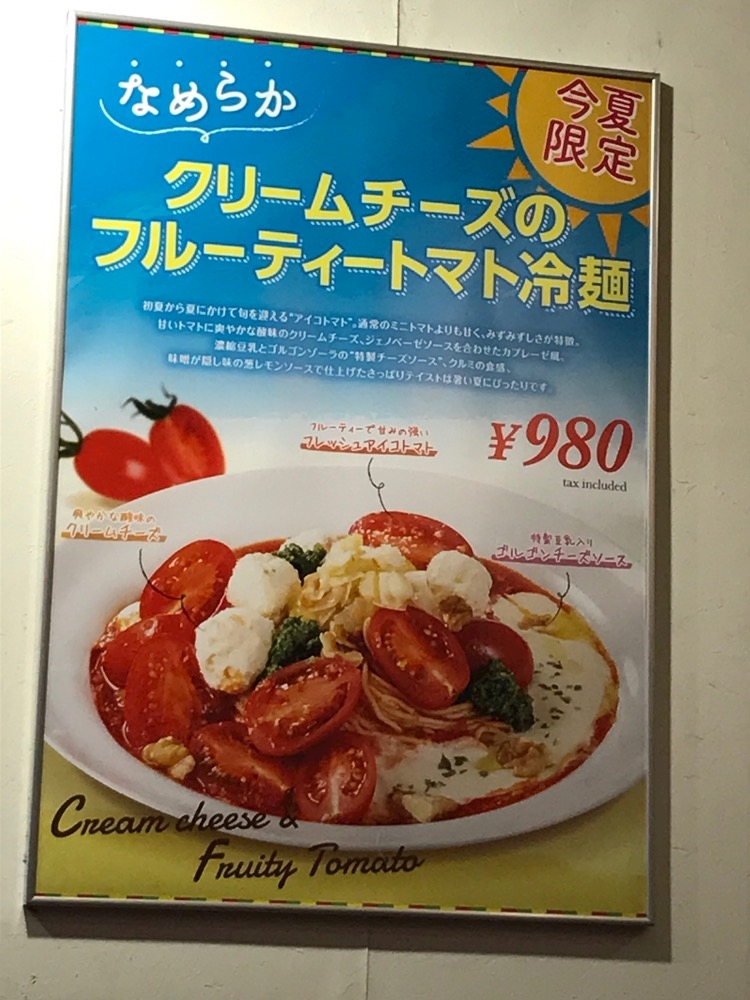 なめらか
今夏
限定
クリームチーズの
フルーティートマト冷麺
初夏から夏にかけて旬を迎える"アイコトマト"。通常のミニトマトよりも甘く、みずみずしさが特徴。
甘いトマトに爽やかな酸味のクリームチーズ、ジェノベーゼソースを合わせたカプレーゼ風。
濃縮豆乳とゴルゴンゾーラの"特製チーズソース"、クルミの食感、
味噌が隠し味の葱レモンソースで仕上げたさっぱりテイストは暑い夏にぴったりです。
¥980
tax included
フルーティーで甘みの強い
フレッシュアイコトマト
爽やかな酸味の
クリームチーズ
特製豆乳入り
ゴルゴンチーズソース
Cream cheese &
Fruity Tomato